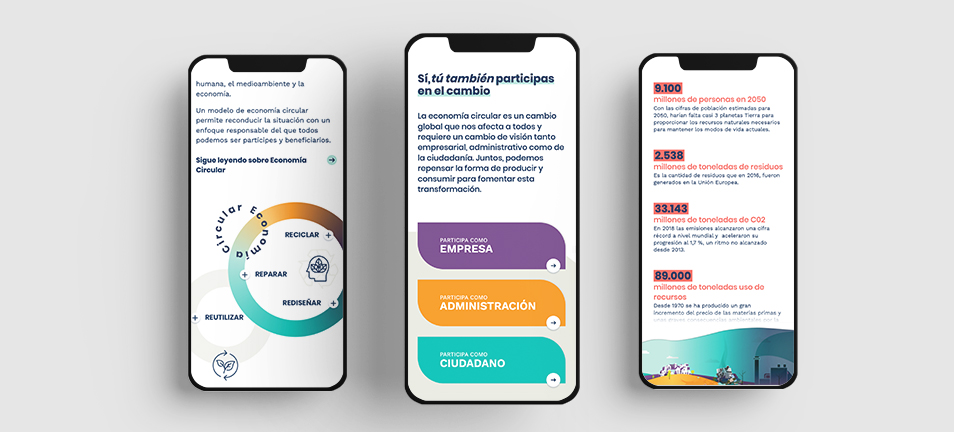 humana, el medioambiente y la
economía.
Un modelo de economía circular
permite reconducir la situación con un
enfoque responsable del que todos
podemos ser partícipes y beneficiarios.
Sigue leyendo sobre Economía
Circular
Economía Circular
RECICLAR +
+ REPARAR
REDISEÑAR +
+ REUTILIZAR
Sí, tú también participas
en el cambio
La economía circular es un cambio
global que nos afecta a todos y
requiere un cambio de visión tanto
empresarial, administrativo como de
la ciudadanía. Juntos, podemos
repensar la forma de producir y
consumir para fomentar esta
transformación.
PARTICIPA COMO
EMPRESA
PARTICIPA COMO
ADMINISTRACIÓN
PARTICIPA COMO
CIUDADANO
9.100
millones de personas en 2050
Con las cifras de población estimadas para
2050, harían falta casi 3 planetas Tierra para
proporcionar los recursos naturales necesarios
para mantener los modos de vida actuales.
2.538
millones de toneladas de residuos
Es la cantidad de residuos que en 2016, fueron
generados en la Unión Europea.
33.143
millones de toneladas de C02
En 2018 las emisiones alcanzaron una cifra
récord a nivel mundial y aceleraron su
progresión al 1,7 %, un ritmo no alcanzado
desde 2013.
89.000
millones de toneladas uso de
recursos
Desde 1970 se ha producido un gran
incremento del precio de las materias primas y
unas graves consecuencias ambientales por la